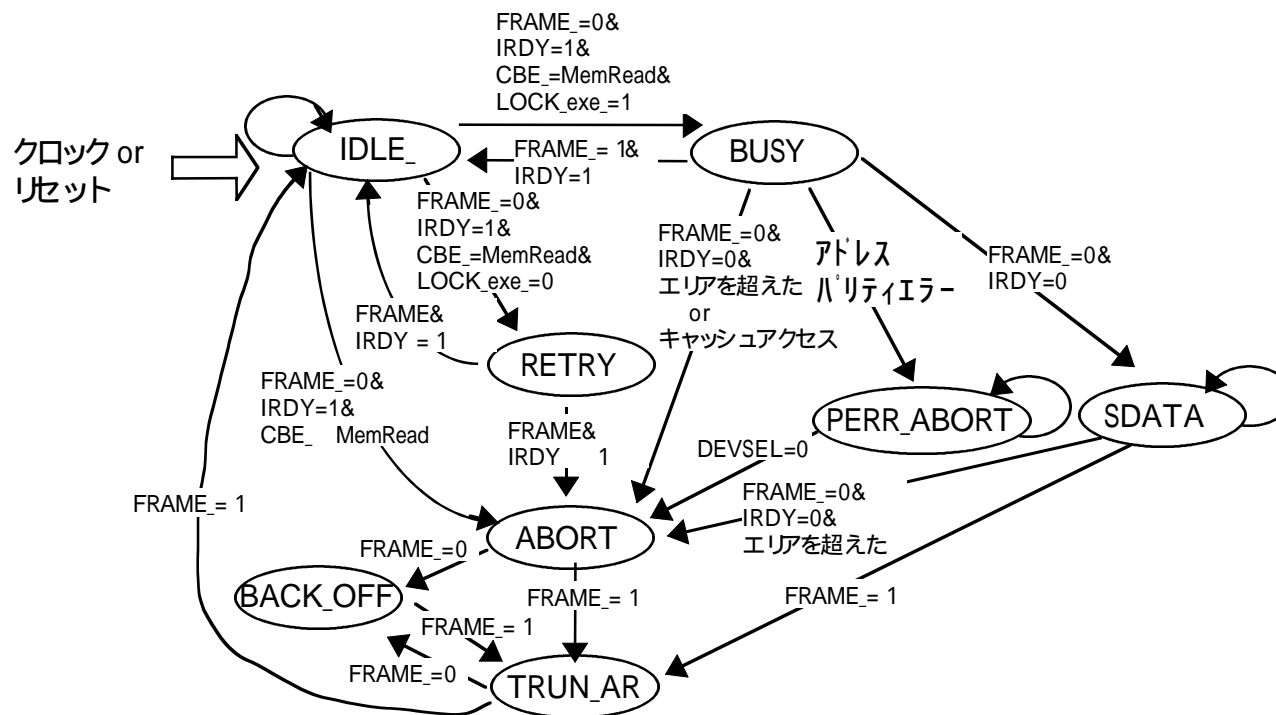 FRAME_=0&
IRDY=1&
CBE_=MemRead&
LOCK_exe_=1
クロック or
リセット
IDLE_
BUSY
FRAME_= 1&
IRDY=1
FRAME_=0&
IRDY=1&
CBE_=MemRead&
LOCK_exe_=0
FRAME_=0&
IRDY=0&
エリアを超えた
or
キャッシュアクセス
アドレス
パリティエラー
FRAME_=0&
IRDY=0
FRAME&
IRDY = 1
RETRY
FRAME_=0&
IRDY=1&
CBE_ MemRead
FRAME&
IRDY 1
PERR_ABORT
SDATA
DEVSEL=0
FRAME_= 1
FRAME_=0&
IRDY=0&
エリアを超えた
ABORT
FRAME_=0
BACK_OFF
FRAME_= 1
FRAME_= 1
FRAME_= 1
FRAME_=0
TRUN_AR